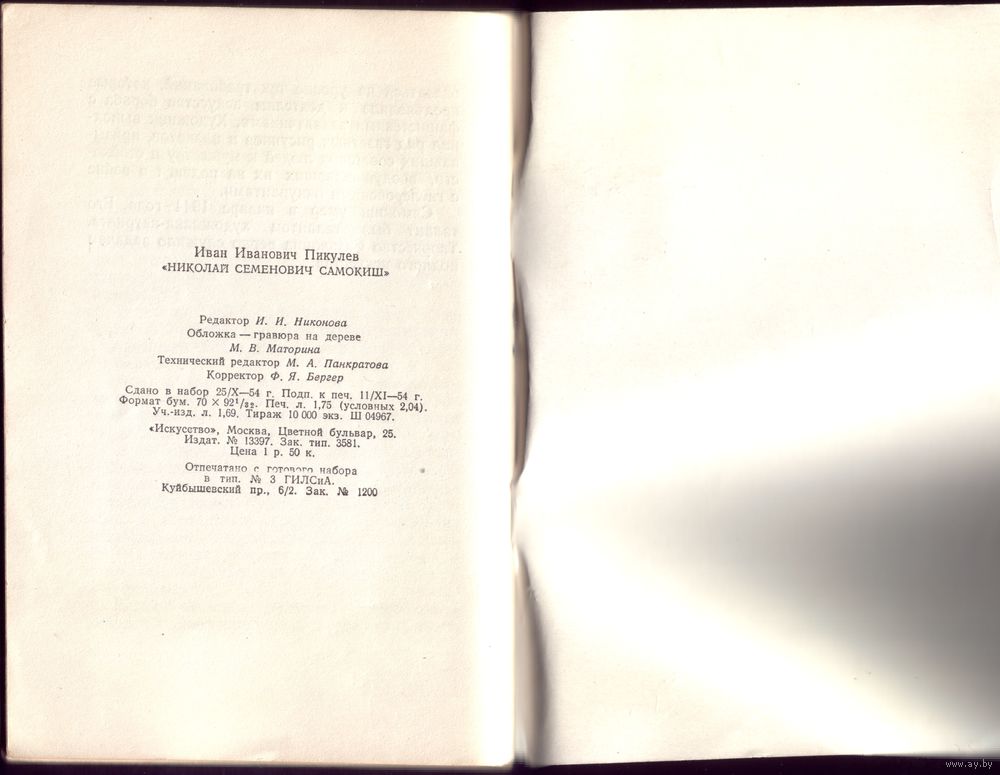 Иван Иванович Пикулев
«НИКОЛАЙ СЕМЕНОВИЧ САМОКИШ»
Редактор И. И. Никонова
Обложка — гравюра на дереве
М. В. Маторина
Технический редактор М. А. Панкратова
Корректор Ф. Я. Бергер
Сдано в набор 25/X—54 г. Подп. к печ. 11/XI—54 г.
Формат бум. 70 × 92¹/₃₂. Печ. л. 1,75 (условных 2,04).
Уч.-изд. л. 1,69. Тираж 10 000 экз. Ш 04967.
«Искусство», Москва, Цветной бульвар, 25.
Издат. № 13397. Зак. тип. 3581.
Цена 1 р. 50 к.
Отпечатано с готового набора
в тип. № 3 ГИЛСиА.
Куйбышевский пр., 6/2. Зак. № 1200
www.ay.by